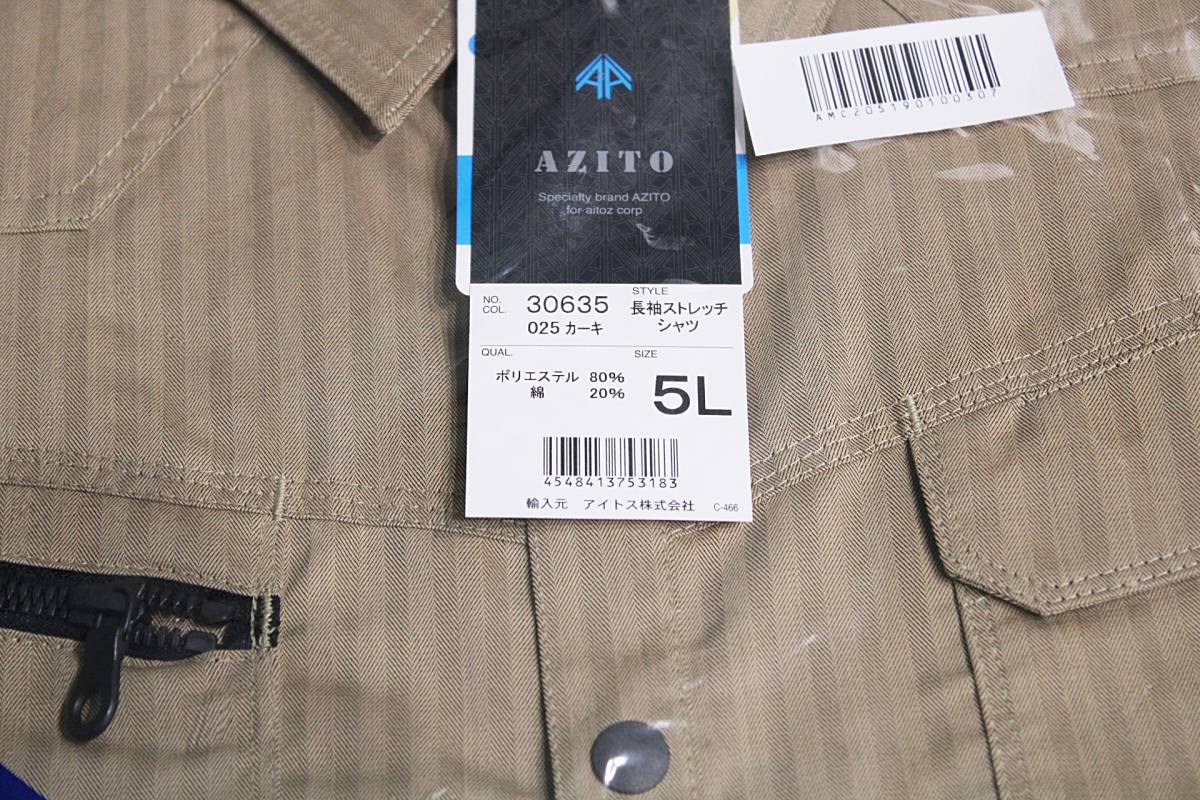 AMC205190100307
AZITO
Specialty brand AZITO
for aitoz corp
NO. 30635
COL. 025 カーキ
STYLE
長袖ストレッチ
シャツ
QUAL.
ポリエステル 80%
綿 20%
SIZE
5L
4548413753183
輸入元 アイトス株式会社 C-466